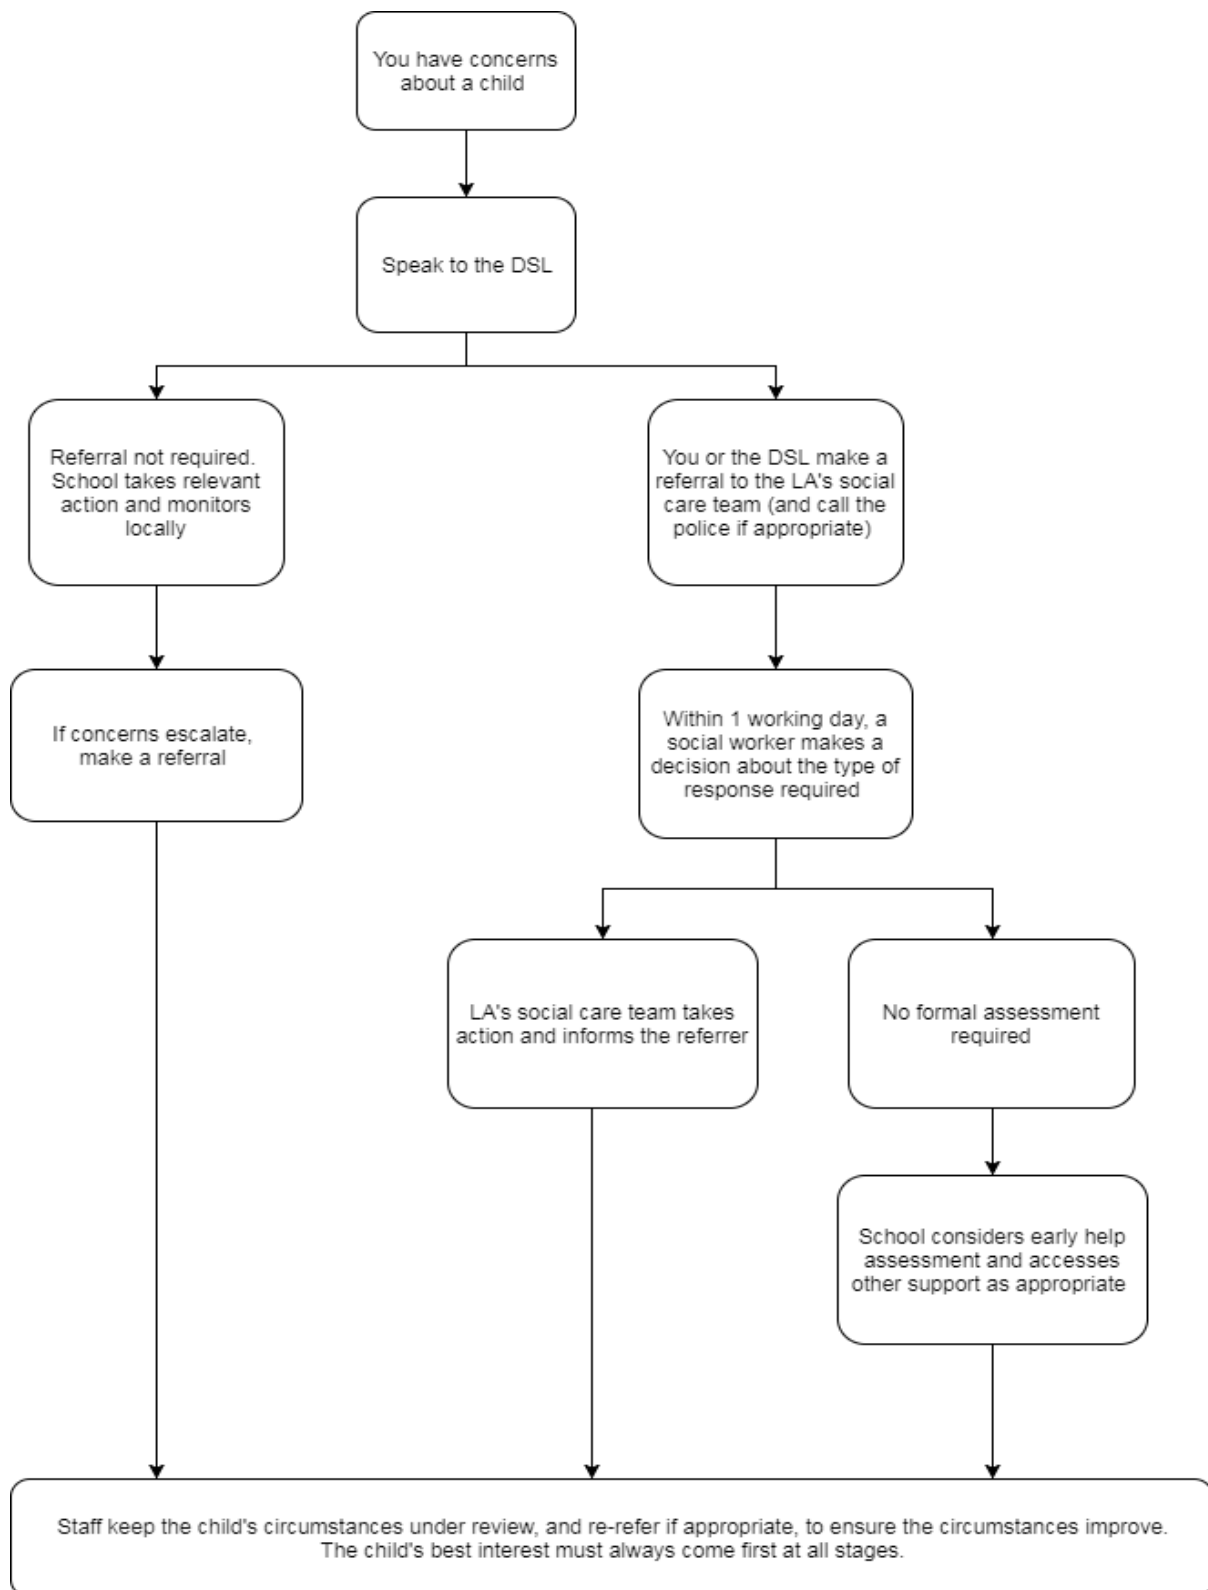 You have concerns
about a child
Speak to the DSL
Referral not required.
School takes relevant
action and monitors
locally
You or the DSL make a
referral to the LA's social
care team (and call the
police if appropriate)
If concerns escalate,
make a referral
Within 1 working day, a
social worker makes a
decision about the type of
response required
LA's social care team takes
action and informs the referrer
No formal assessment
required
School considers early help
assessment and accesses
other support as appropriate
Staff keep the child's circumstances under review, and re-refer if appropriate, to ensure the circumstances improve.
The child's best interest must always come first at all stages.